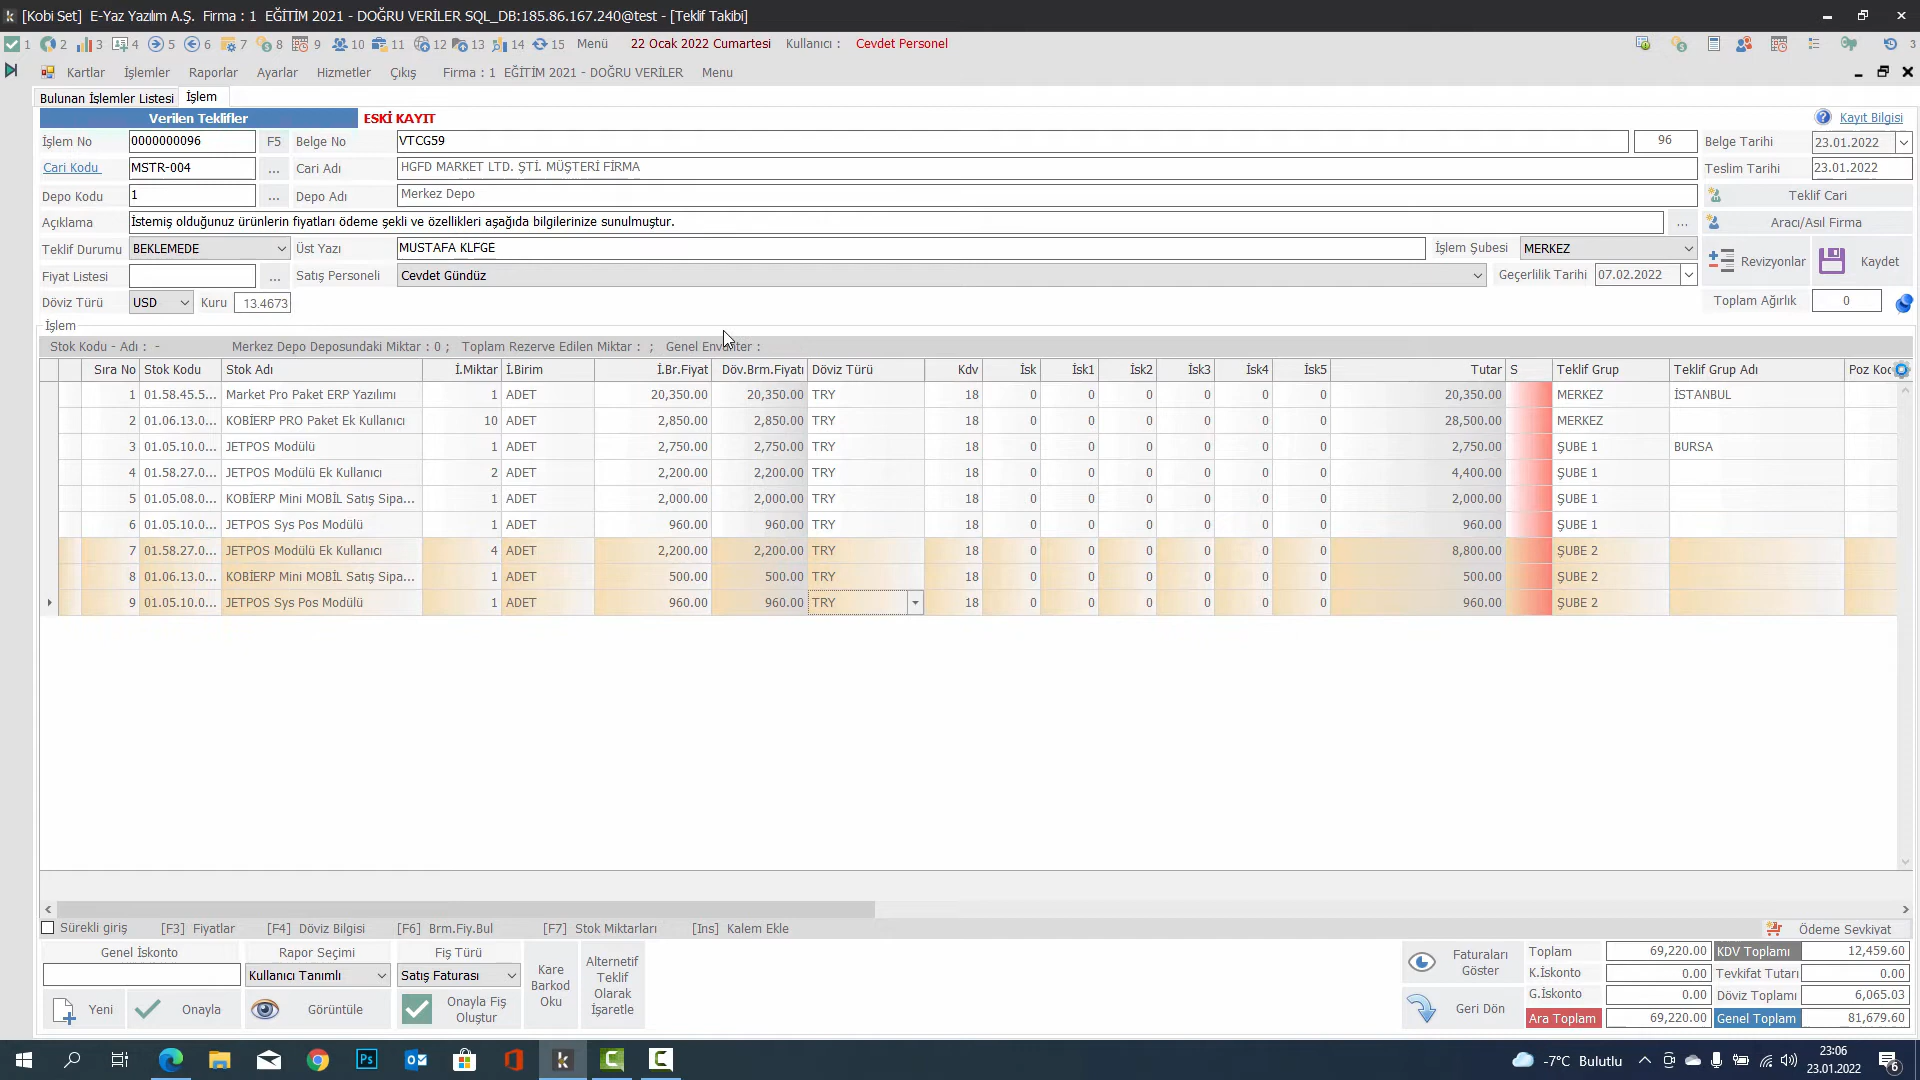 [Kobi Set] E-Yaz Yazılım A.Ş. Firma : 1 EĞİTİM 2021 - DOĞRU VERİLER SQL_DB:185.86.167.240@test - [Teklif Takibi]
1 2 3 4 5 6 7 8 9 10 11 12 13 14 15 Menü 22 Ocak 2022 Cumartesi Kullanıcı : Cevdet Personel 3
Kartlar İşlemler Raporlar Ayarlar Hizmetler Çıkış Firma : 1 EĞİTİM 2021 - DOĞRU VERİLER Menu
Bulunan İşlemler Listesi İşlem
Verilen Teklifler ESKİ KAYIT Kayıt Bilgisi
İşlem No 0000000096 F5 Belge No VTCG59 96 Belge Tarihi 23.01.2022
Cari Kodu MSTR-004 ... Cari Adı HGFD MARKET LTD. ŞTİ. MÜŞTERİ FİRMA Teslim Tarihi 23.01.2022
Depo Kodu 1 ... Depo Adı Merkez Depo Teklif Cari
Açıklama İstemiş olduğunuz ürünlerin fiyatları ödeme şekli ve özellikleri aşağıda bilgilerinize sunulmuştur. ... Aracı/Asıl Firma
Teklif Durumu BEKLEMEDE Üst Yazı MUSTAFA KLFGE İşlem Şubesi MERKEZ
Revizyonlar Kaydet
Fiyat Listesi ... Satış Personeli Cevdet Gündüz Geçerlilik Tarihi 07.02.2022
Döviz Türü USD Kuru 13.4673 Toplam Ağırlık 0
İşlem
Stok Kodu - Adı : - Merkez Depo Deposundaki Miktar : 0 ; Toplam Rezerve Edilen Miktar : ; Genel :
Sıra No Stok Kodu Stok Adı İ.Miktar İ.Birim İ.Br.Fiyat Döv.Brm.Fiyatı Döviz Türü Kdv İsk İsk1 İsk2 İsk3 İsk4 İsk5 Tutar S Teklif Grup Teklif Grup Adı Poz Koc
1 01.58.45.5... Market Pro Paket ERP Yazılımı 1 ADET 20,350.00 20,350.00 TRY 18 0 0 0 0 0 0 20,350.00 MERKEZ İSTANBUL
2 01.06.13.0... KOBİERP PRO Paket Ek Kullanıcı 10 ADET 2,850.00 2,850.00 TRY 18 0 0 0 0 0 0 28,500.00 MERKEZ
3 01.05.10.0... JETPOS Modülü 1 ADET 2,750.00 2,750.00 TRY 18 0 0 0 0 0 0 2,750.00 ŞUBE 1 BURSA
4 01.58.27.0... JETPOS Modülü Ek Kullanıcı 2 ADET 2,200.00 2,200.00 TRY 18 0 0 0 0 0 0 4,400.00 ŞUBE 1
5 01.05.08.0... KOBİERP Mini MOBİL Satış Sipa... 1 ADET 2,000.00 2,000.00 TRY 18 0 0 0 0 0 0 2,000.00 ŞUBE 1
6 01.05.10.0... JETPOS Sys Pos Modülü 1 ADET 960.00 960.00 TRY 18 0 0 0 0 0 0 960.00 ŞUBE 1
7 01.58.27.0... JETPOS Modülü Ek Kullanıcı 4 ADET 2,200.00 2,200.00 TRY 18 0 0 0 0 0 0 8,800.00 ŞUBE 2
8 01.06.13.0... KOBİERP Mini MOBİL Satış Sipa... 1 ADET 500.00 500.00 TRY 18 0 0 0 0 0 0 500.00 ŞUBE 2
9 01.05.10.0... JETPOS Sys Pos Modülü 1 ADET 960.00 960.00 TRY 18 0 0 0 0 0 0 960.00 ŞUBE 2
Sürekli giriş [F3] Fiyatlar [F4] Döviz Bilgisi [F6] Brm.Fiy.Bul [F7] Stok Miktarları [Ins] Kalem Ekle Ödeme Sevkiyat
Genel İskonto Rapor Seçimi Fiş Türü
Kullanıcı Tanımlı Satış Faturası
Yeni Onayla Görüntüle Onayla Fiş
Oluştur
Kare
Barkod
Oku
Alternetif
Teklif
Olarak
İşaretle
Faturaları
Göster
Geri Dön
Toplam 69,220.00 KDV Toplamı 12,459.60
K.İskonto 0.00 Tevkifat Tutarı 0.00
G.İskonto 0.00 Döviz Toplamı 6,065.03
Ara Toplam 69,220.00 Genel Toplam 81,679.60
Ps k C C -7°C Bulutlu 23:06
23.01.2022 6